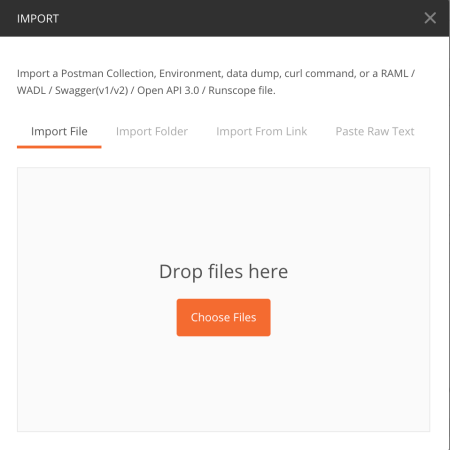 IMPORT
Import a Postman Collection, Environment, data dump, curl command, or a RAML /
WADL / Swagger(v1/v2) / Open API 3.0 / Runscope file.
Import File Import Folder Import From Link Paste Raw Text
Drop files here
Choose Files